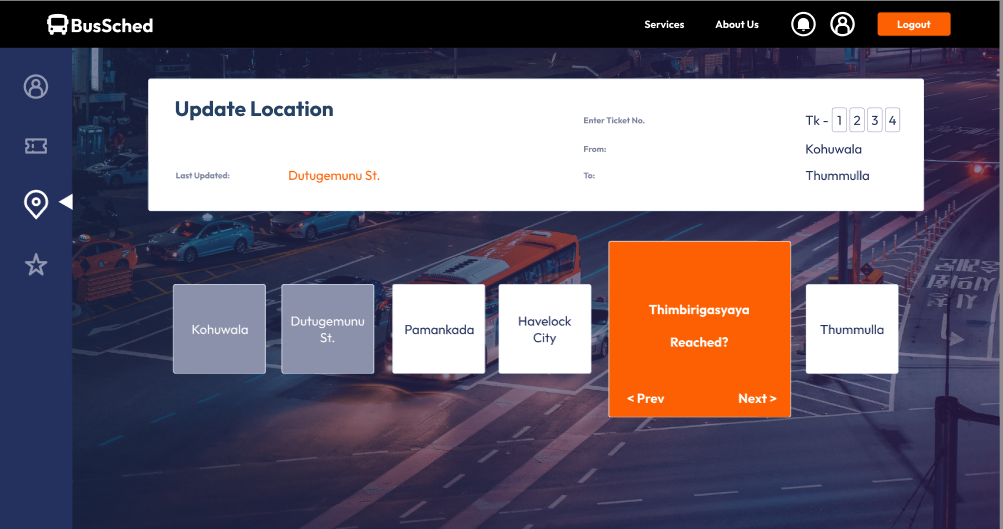 BusSched
Services
About Us
Logout
Update Location
Enter Ticket No.
Tk - 1 2 3 4
From:
Kohuwala
Last Updated:
Dutugemunu St.
To:
Thummulla
Kohuwala
Dutugemunu
St.
Pamankada
Havelock
City
Thimbirigasyaya
Reached?
< Prev
Next >
Thummulla